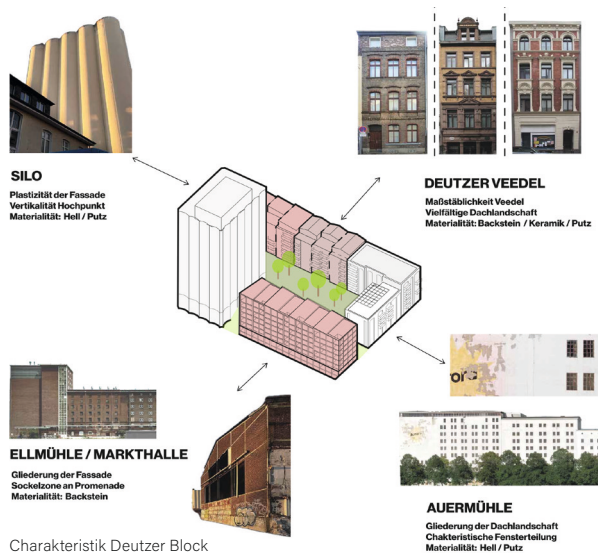 SILO
Plastizität der Fassade
Vertikalität Hochpunkt
Materialität: Hell / Putz
DEUTZER VEEDEL
Maßstäblichkeit Veedel
Vielfältige Dachlandschaft
Materialität: Backstein / Keramik / Putz
ELLMÜHLE / MARKTHALLE
Gliederung der Fassade
Sockelzone an Promenade
Materialität: Backstein
AUERMÜHLE
Gliederung der Dachlandschaft
Chakteristische Fensterteilung
Materialität: Hell / Putz
Charakteristik Deutzer Block